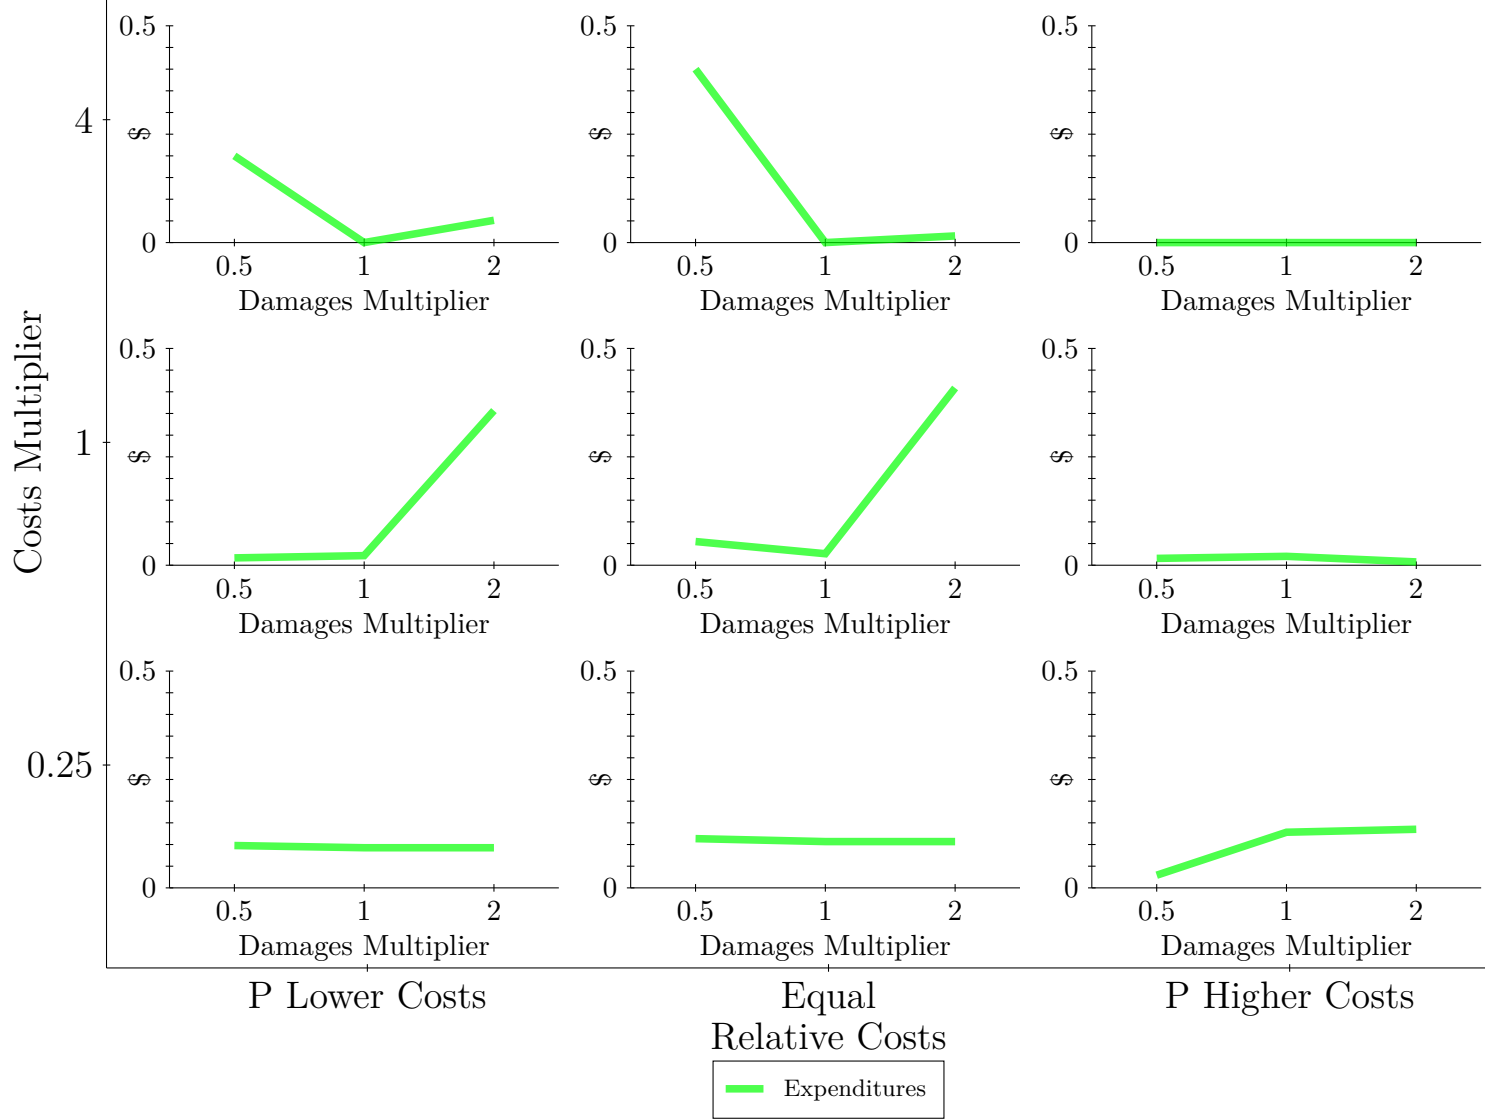 0.5 0.5 0.5
4 $ $ $
0 0 0
0.5 1 2 0.5 1 2 0.5 1 2
Damages Multiplier Damages Multiplier Damages Multiplier
Costs Multiplier
0.5 0.5 0.5
1 $ $ $
0 0 0
0.5 1 2 0.5 1 2 0.5 1 2
Damages Multiplier Damages Multiplier Damages Multiplier
0.5 0.5 0.5
0.25 $ $ $
0 0 0
0.5 1 2 0.5 1 2 0.5 1 2
Damages Multiplier Damages Multiplier Damages Multiplier
P Lower Costs Equal P Higher Costs
Relative Costs
Expenditures